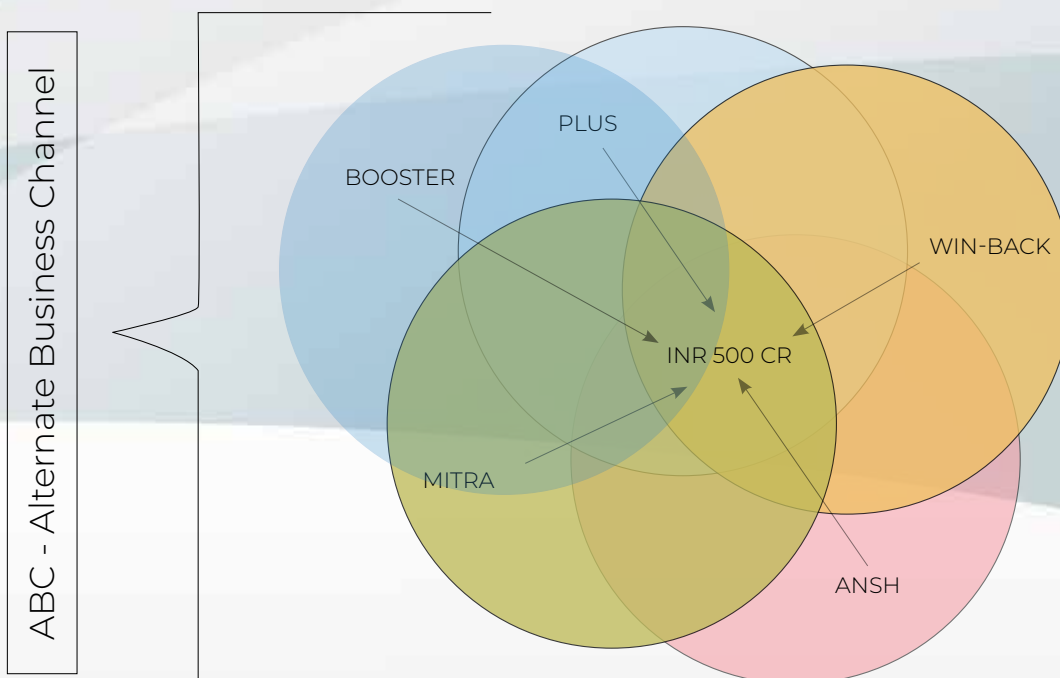 ABC - Alternate Business Channel
PLUS
BOOSTER
WIN-BACK
INR 500 CR
MITRA
ANSH